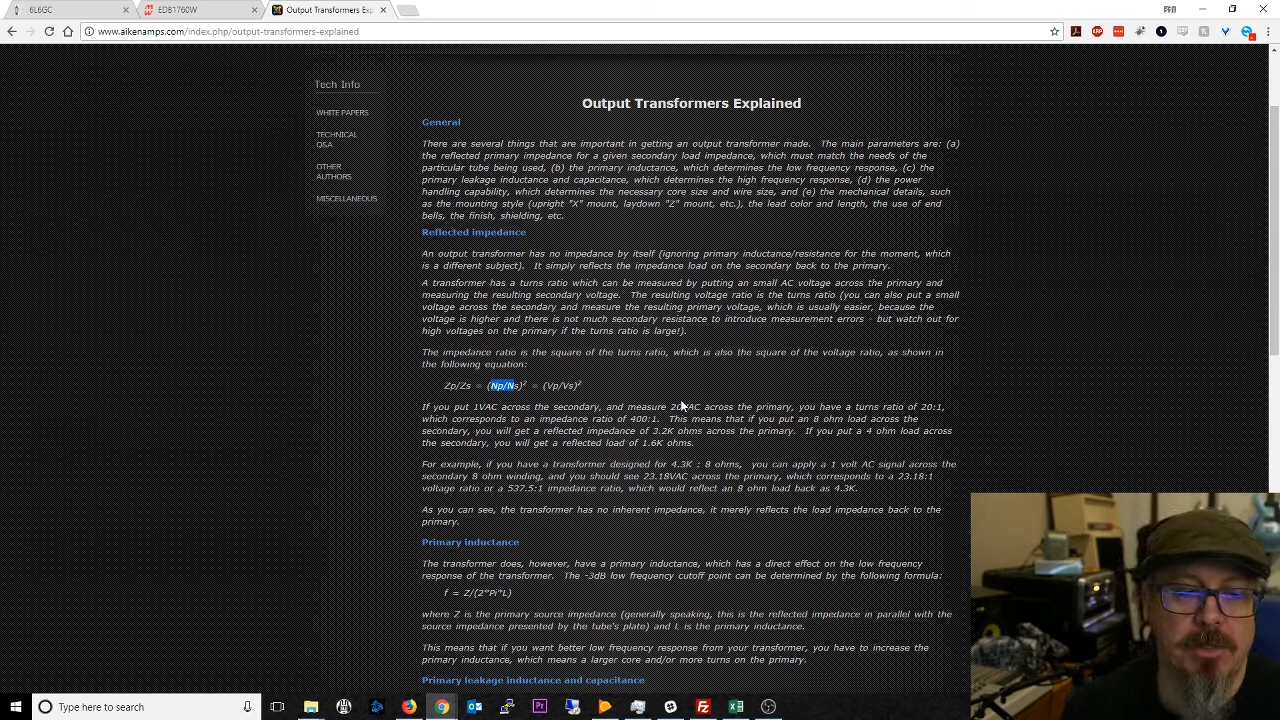 6L6GC
EDB1760W
Output Transformers Exp
www.aikenamps.com/index.php/output-transformers-explained
Tech Info
WHITE PAPERS
TECHNICAL
Q&A
OTHER
AUTHORS
MISCELLANEOUS
Output Transformers Explained
General
There are several things that are important in getting an output transformer made.  The main parameters are: (a)
the reflected primary impedance for a given secondary load impedance, which must match the needs of the
particular tube being used, (b) the primary inductance, which determines the low frequency response, (c) the
primary leakage inductance and capacitance, which determines the high frequency response, (d) the power
handling capability, which determines the necessary core size and wire size, and (e) the mechanical details, such
as the mounting style (upright "X" mount, laydown "Z" mount, etc.), the lead color and length, the use of end
bells, the finish, shielding, etc.
Reflected impedance
An output transformer has no impedance by itself (ignoring primary inductance/resistance for the moment, which
is a different subject).  It simply reflects the impedance load on the secondary back to the primary.
A transformer has a turns ratio which can be measured by putting an small AC voltage across the primary and
measuring the resulting secondary voltage.  The resulting voltage ratio is the turns ratio (you can also put a small
voltage across the secondary and measure the resulting primary voltage, which is usually easier, because the
voltage is higher and there is not much secondary resistance to introduce measurement errors - but watch out for
high voltages on the primary if the turns ratio is large!).
The impedance ratio is the square of the turns ratio, which is also the square of the voltage ratio, as shown in
the following equation:
Zp/Zs = (Np/Ns)² = (Vp/Vs)²
If you put 1VAC across the secondary, and measure 20VAC across the primary, you have a turns ratio of 20:1,
which corresponds to an impedance ratio of 400:1.  This means that if you put an 8 ohm load across the
secondary, you will get a reflected impedance of 3.2K ohms across the primary.  If you put a 4 ohm load across
the secondary, you will get a reflected load of 1.6K ohms.
For example, if you have a transformer designed for 4.3K : 8 ohms,  you can apply a 1 volt AC signal across the
secondary 8 ohm winding, and you should see 23.18VAC across the primary, which corresponds to a 23.18:1
voltage ratio or a 537.5:1 impedance ratio, which would reflect an 8 ohm load back as 4.3K.
As you can see, the transformer has no inherent impedance, it merely reflects the load impedance back to the
primary.
Primary inductance
The transformer does, however, have a primary inductance, which has a direct effect on the low frequency
response of the transformer.  The -3dB low frequency cutoff point can be determined by the following formula:
f = Z/(2*Pi*L)
where Z is the primary source impedance (generally speaking, this is the reflected impedance in parallel with the
source impedance presented by the tube's plate) and L is the primary inductance.
This means that if you want better low frequency response from your transformer, you have to increase the
primary inductance, which means a larger core and/or more turns on the primary.
Primary leakage inductance and capacitance
Type here to search